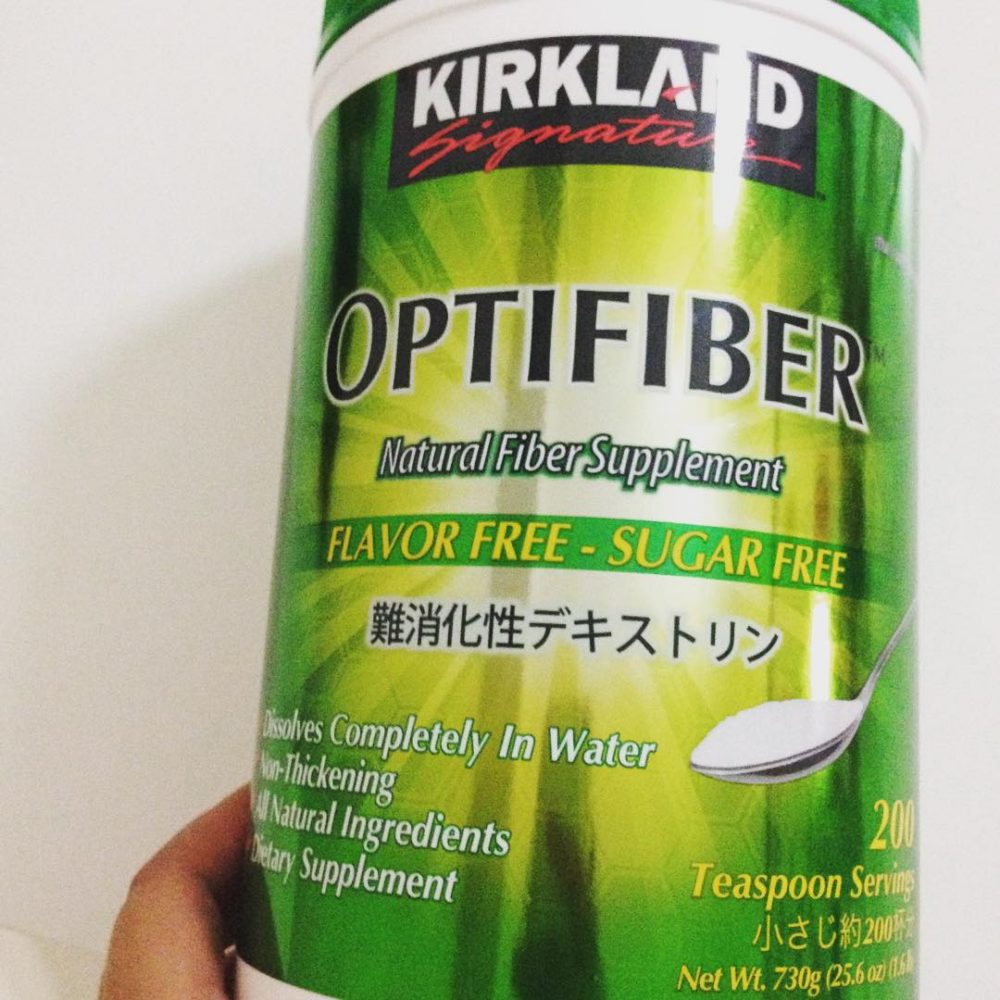 KIRKLAND
Signature
OPTIFIBER™
Natural Fiber Supplement
FLAVOR FREE - SUGAR FREE
難消化性デキストリン
Dissolves Completely In Water
Non-Thickening
All Natural Ingredients
Dietary Supplement
200
Teaspoon Servings
小さじ約200杯
Net Wt. 730g (25.6 oz)